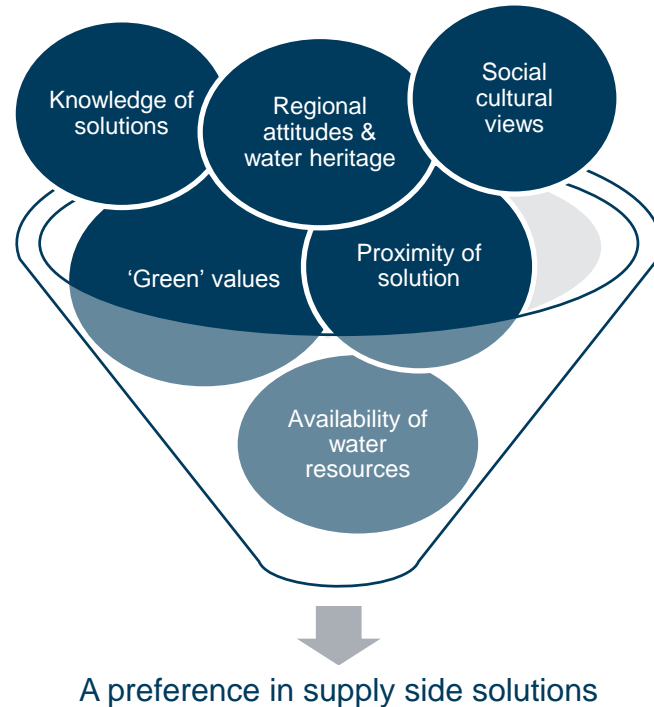 Knowledge of
solutions
Regional
attitudes &
water heritage
Social
cultural
views
‘Green’ values
Proximity of
solution
Availability of
water
resources
A preference in supply side solutions